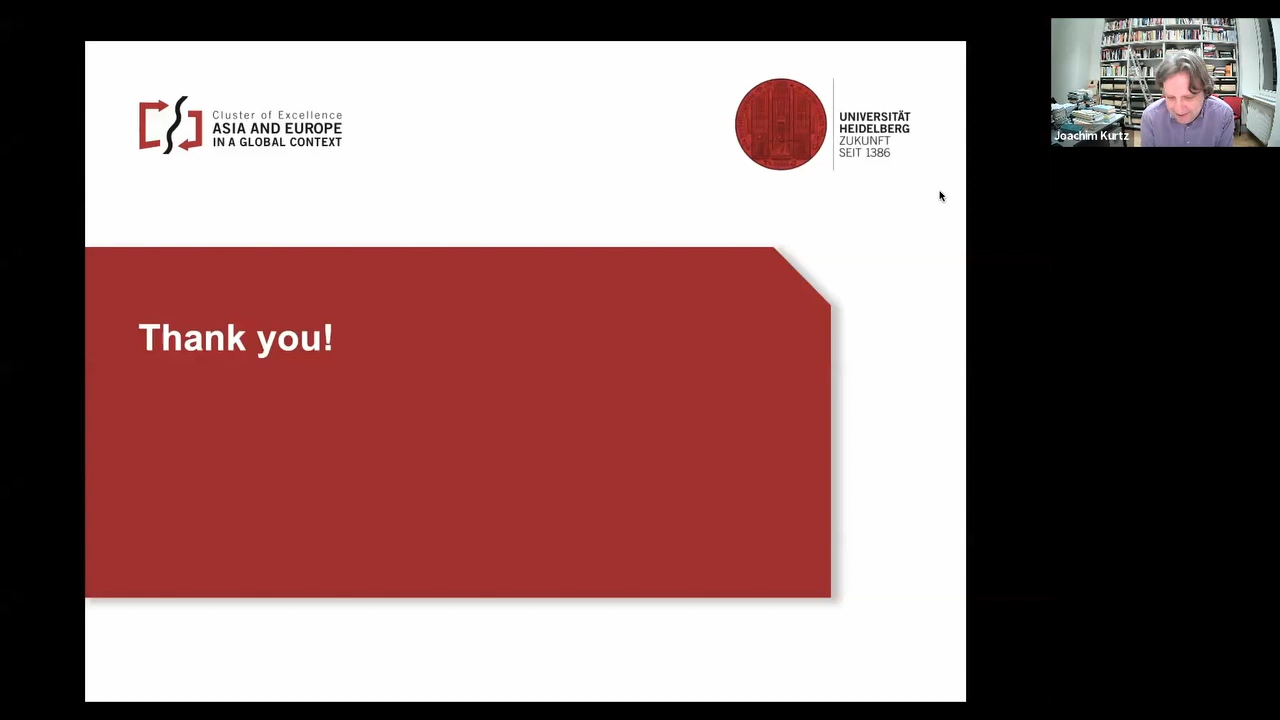 Cluster of Excellence
ASIA AND EUROPE
IN A GLOBAL CONTEXT
UNIVERSITÄT
HEIDELBERG
ZUKUNFT
SEIT 1386
Joachim Kurtz
Thank you!